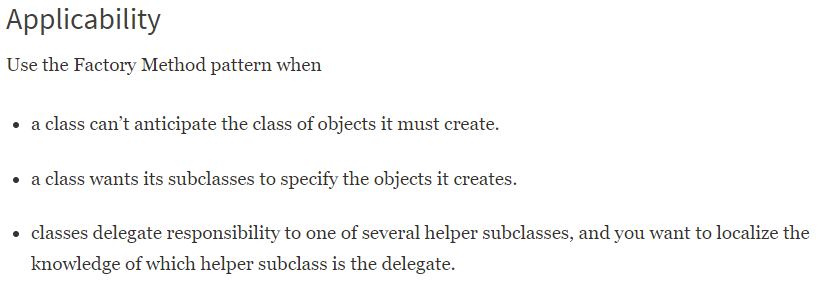 Applicability
Use the Factory Method pattern when
• a class can’t anticipate the class of objects it must create.
• a class wants its subclasses to specify the objects it creates.
• classes delegate responsibility to one of several helper subclasses, and you want to localize the
knowledge of which helper subclass is the delegate.